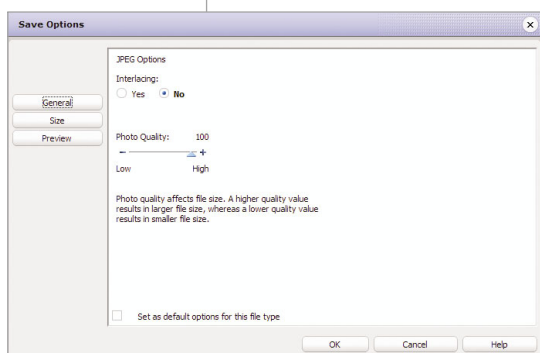 Save Options
General
Size
Preview
JPEG Options
Interlacing:
Yes No
Photo Quality: 100
- +
Low High
Photo quality affects file size. A higher quality value
results in larger file size, whereas a lower quality value
results in smaller file size.
Set as default options for this file type
OK Cancel Help